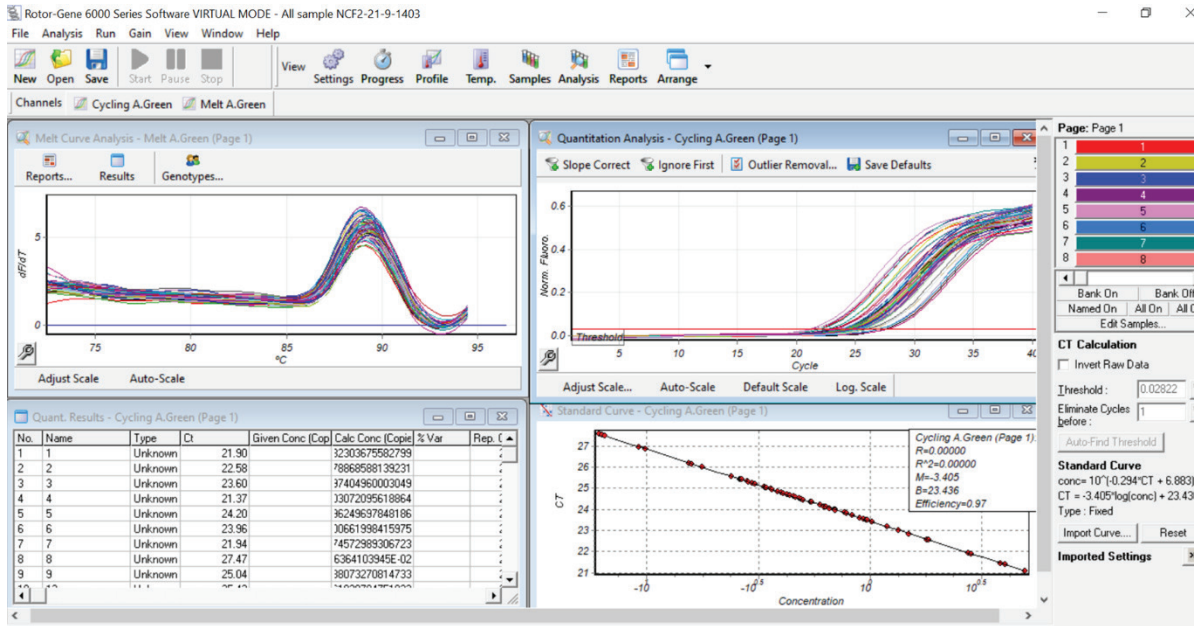 Rotor-Gene 6000 Series Software VIRTUAL MODE - All sample NCF2-21-9-1403
File Analysis Run Gain View Window Help
New Open Save Start Pause Stop View Settings Progress Profile Temp. Samples Analysis Reports Arrange
Channels Cycling A.Green Melt A.Green
Melt Curve Analysis - Melt A.Green (Page 1)
Reports... Results Genotypes...
dF/dT
5
0
75 80 85 90 95
ºC
Adjust Scale Auto-Scale
Quantitation Analysis - Cycling A.Green (Page 1)
Slope Correct Ignore First Outlier Removal... Save Defaults
Norm. Fluoro.
0.6
0.4
0.2
0.0
Threshold
5 10 15 20 25 30 35 40
Cycle
Adjust Scale... Auto-Scale Default Scale Log. Scale
Quant. Results - Cycling A.Green (Page 1)
No. Name Type Ct Given Conc (Cop Calc Conc (Copie % Var Rep.
1 1 Unknown 21.90 32303675582799
2 2 Unknown 22.58 78868588139231
3 3 Unknown 23.60 37404960003049
4 4 Unknown 21.37 03072095618864
5 5 Unknown 24.20 36249697848186
6 6 Unknown 23.96 00661998415975
7 7 Unknown 21.94 74572989306723
8 8 Unknown 27.47 6364103945E-02
9 9 Unknown 25.04 38073270814733
Standard Curve - Cycling A.Green (Page 1)
CT
27
26
25
24
23
22
21
Cycling A.Green (Page 1):
R=0.00000
R^2=0.00000
M=-3.405
B=23.436
Efficiency=0.97
-10 -10^0.5 10^0 10^0.5
Concentration
Page: Page 1
1 1
2 2
3 3
4 4
5 5
6 6
7 7
8 8
Bank On Bank Off
Named On All On All
Edit Samples...
CT Calculation
Invert Raw Data
Threshold : 0.02822
Eliminate Cycles before : 1
Auto-Find Threshold
Standard Curve
conc= 10^(-0.294*CT + 6.883)
CT = -3.405*log(conc) + 23.43
Type : Fixed
Import Curve.... Reset
Imported Settings